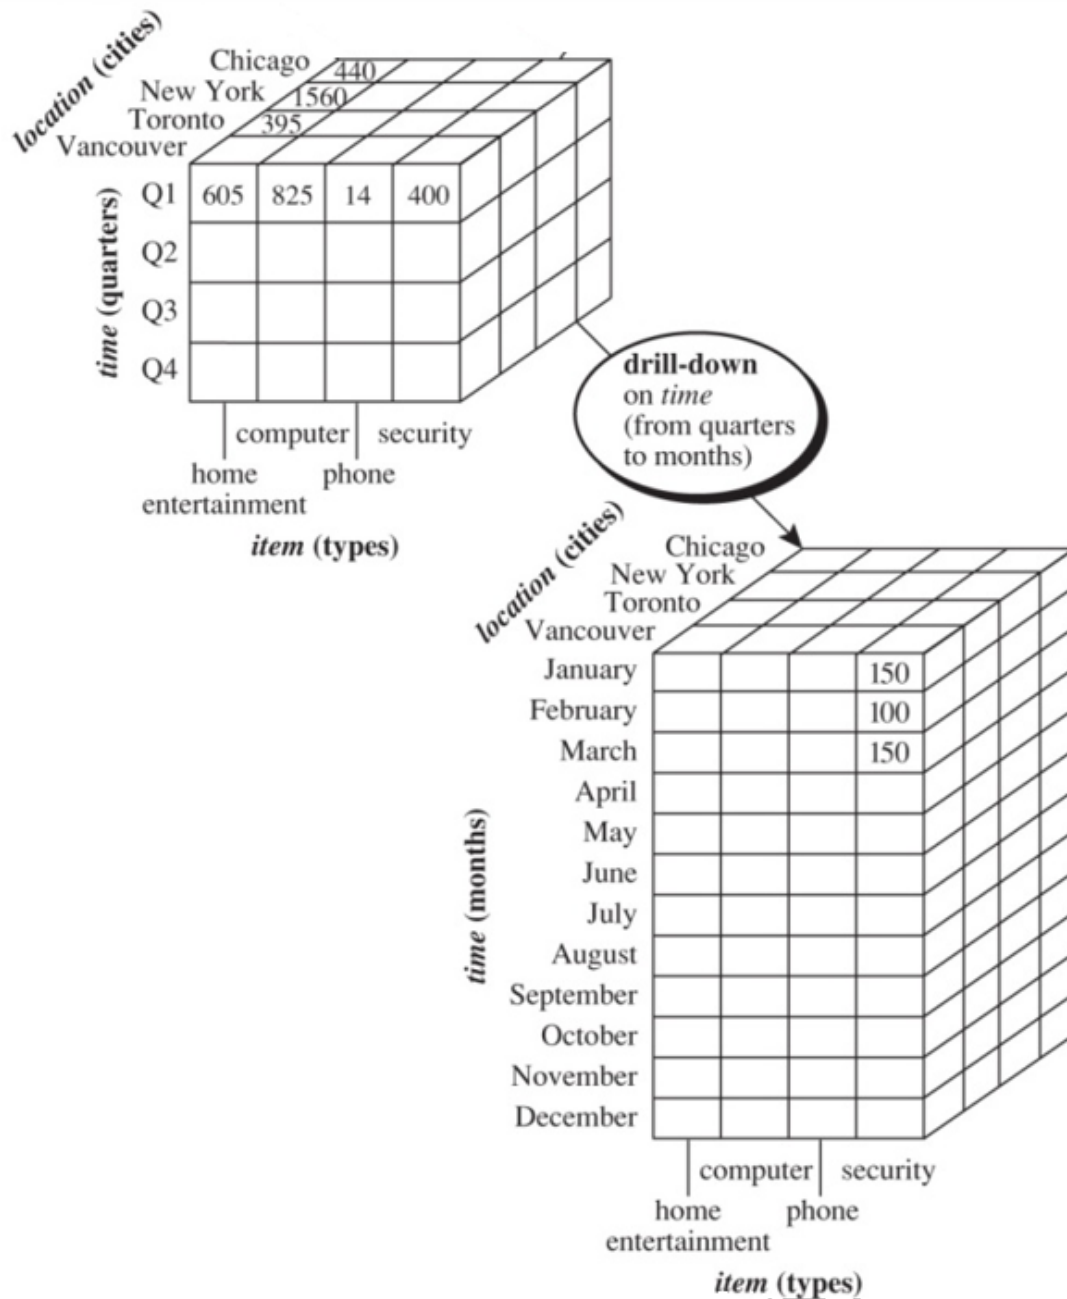 location (cities)
Chicago 440
New York 1560
Toronto 395
Vancouver
time (quarters)
Q1 605 825 14 400
Q2
Q3
Q4
computer security
home phone
entertainment
item (types)
drill-down
on time
(from quarters
to months)
location (cities)
Chicago
New York
Toronto
Vancouver
time (months)
January 150
February 100
March 150
April
May
June
July
August
September
October
November
December
computer security
home phone
entertainment
item (types)